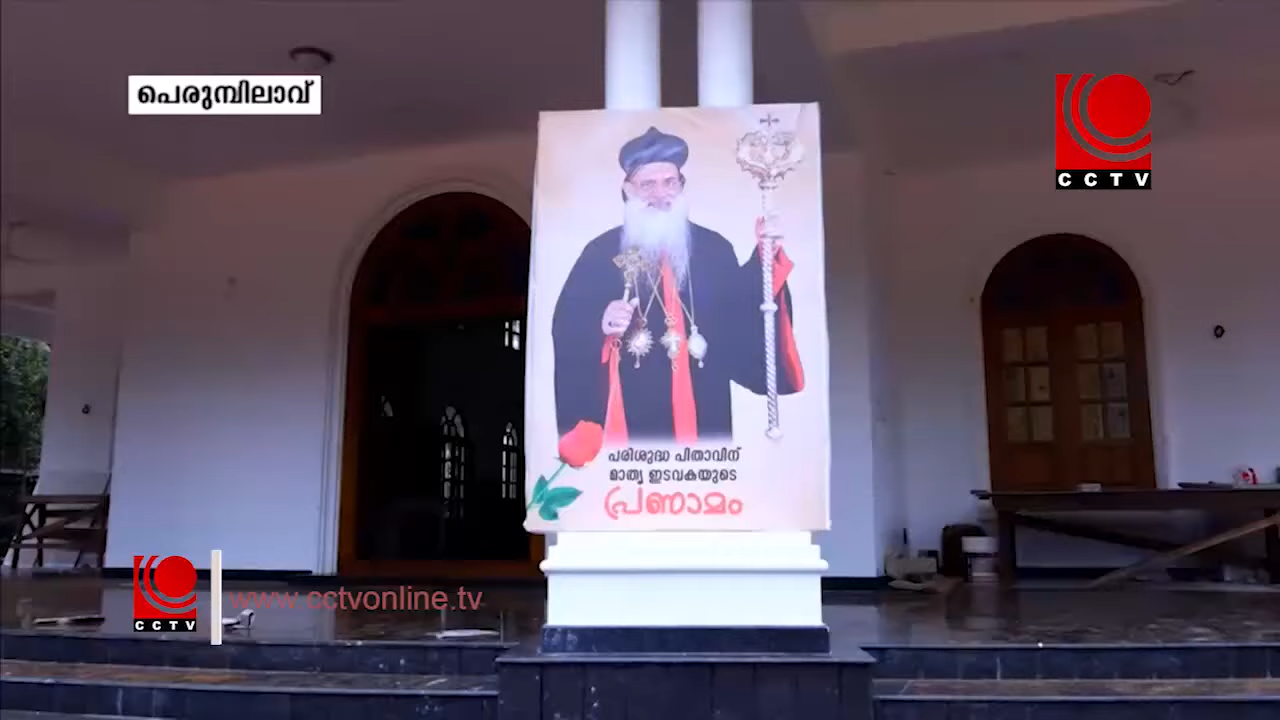 പെരുമ്പിലാവ്
CCTV
പരിശുദ്ധ പിതാവിന്
മാതൃ ഇടവകയുടെ
പ്രണാമം
CCTV
www.cctvonline.tv